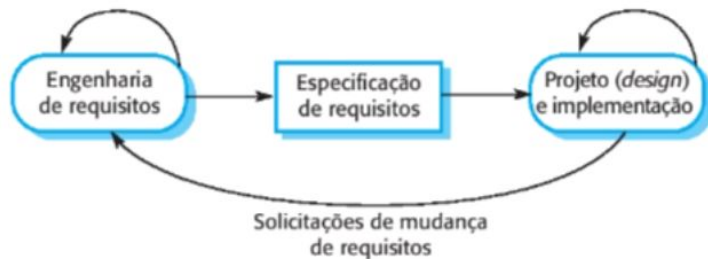 Engenharia
de requisitos
Especificação
de requisitos
Projeto (design)
e implementação
Solicitações de mudança
de requisitos